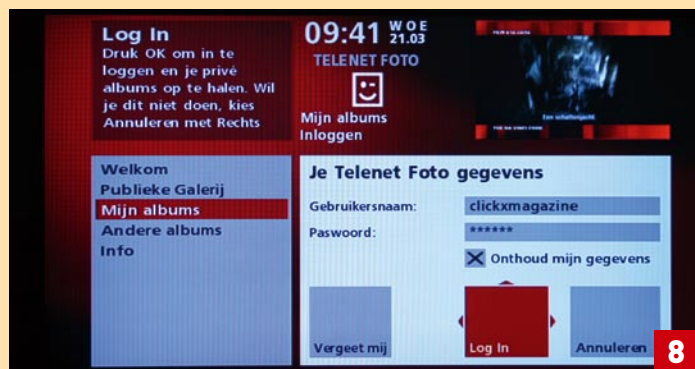 Log In
Druk OK om in te
loggen en je privé
albums op te halen. Wil
je dit niet doen, kies
Annuleren met Rechts
09:41 WOE
21.03
TELENET FOTO
Mijn albums
Inloggen
Een schattenjacht
Welkom
Publieke Galerij
Mijn albums
Andere albums
Info
Je Telenet Foto gegevens
Gebruikersnaam: clickxmagazine
Paswoord: ******
Onthoud mijn gegevens
Vergeet mij
Log In
Annuleren
8